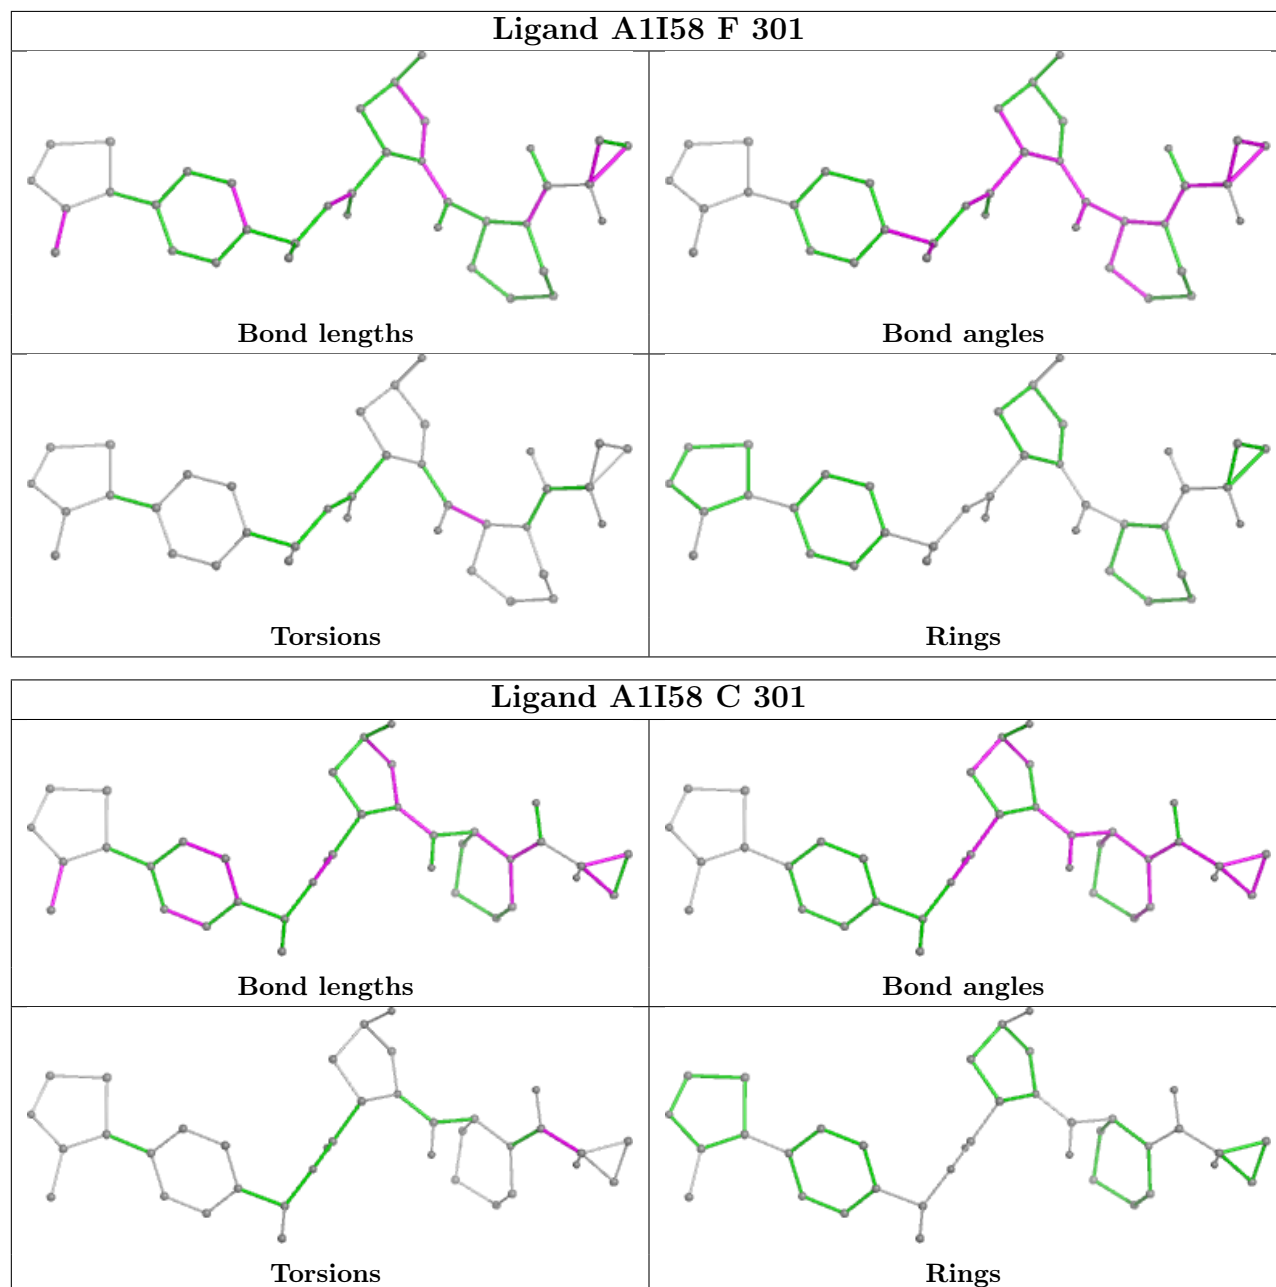 Ligand A1I58 F 301
Bond lengths Bond angles
Torsions Rings
Ligand A1I58 C 301
Bond lengths Bond angles
Torsions Rings